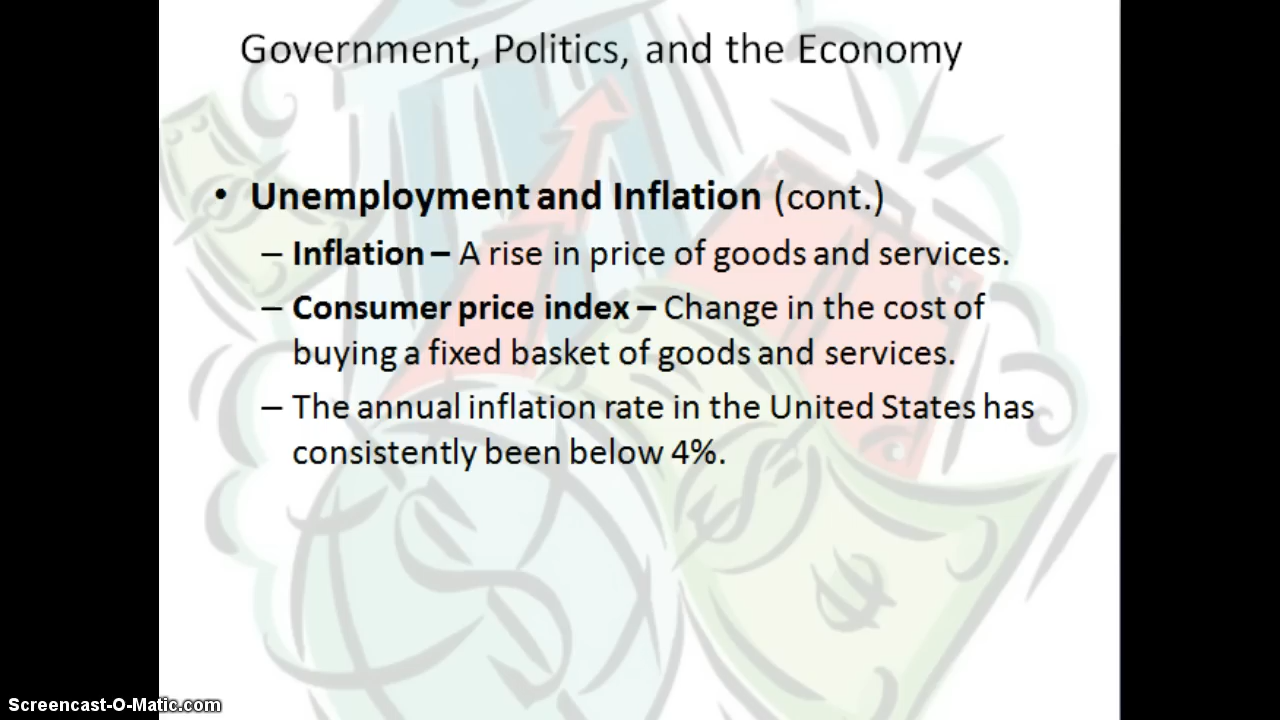 Government, Politics, and the Economy
• Unemployment and Inflation (cont.)
– Inflation – A rise in price of goods and services.
– Consumer price index – Change in the cost of
buying a fixed basket of goods and services.
– The annual inflation rate in the United States has
consistently been below 4%.
Screencast-O-Matic.com